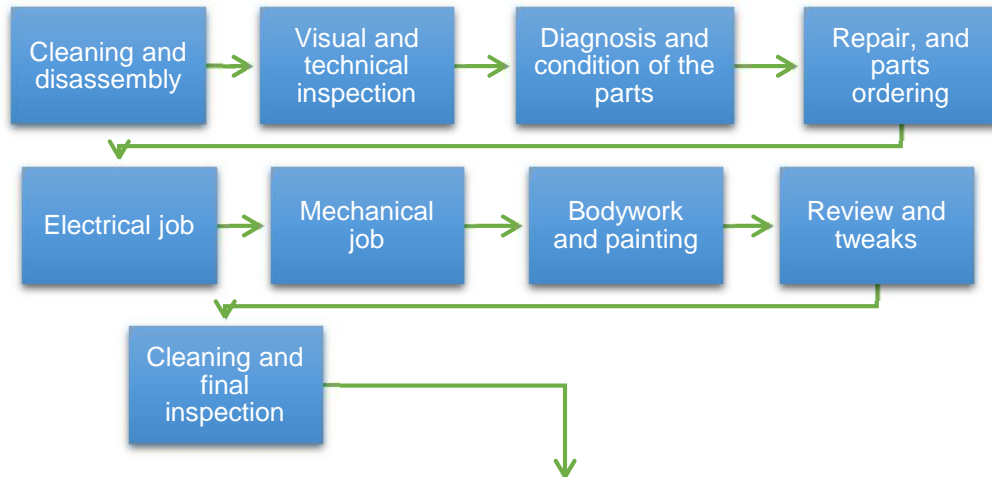 Cleaning and
disassembly
Visual and
technical
inspection
Diagnosis and
condition of the
parts
Repair, and
parts
ordering
Electrical job
Mechanical
job
Bodywork
and painting
Review and
tweaks
Cleaning and
final
inspection